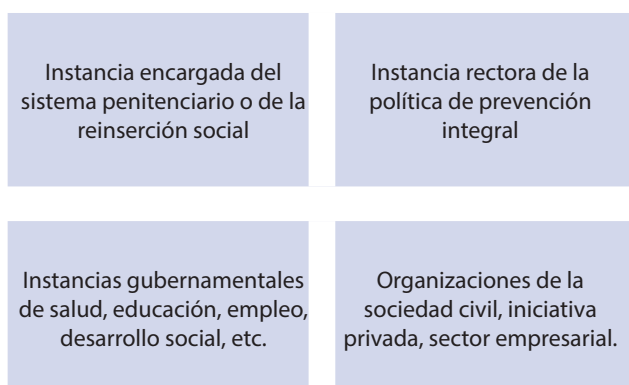 Instancia encargada del
sistema penitenciario o de la
reinserción social
Instancia rectora de la
política de prevención
integral
Instancias gubernamentales
de salud, educación, empleo,
desarrollo social, etc.
Organizaciones de la
sociedad civil, iniciativa
privada, sector empresarial.